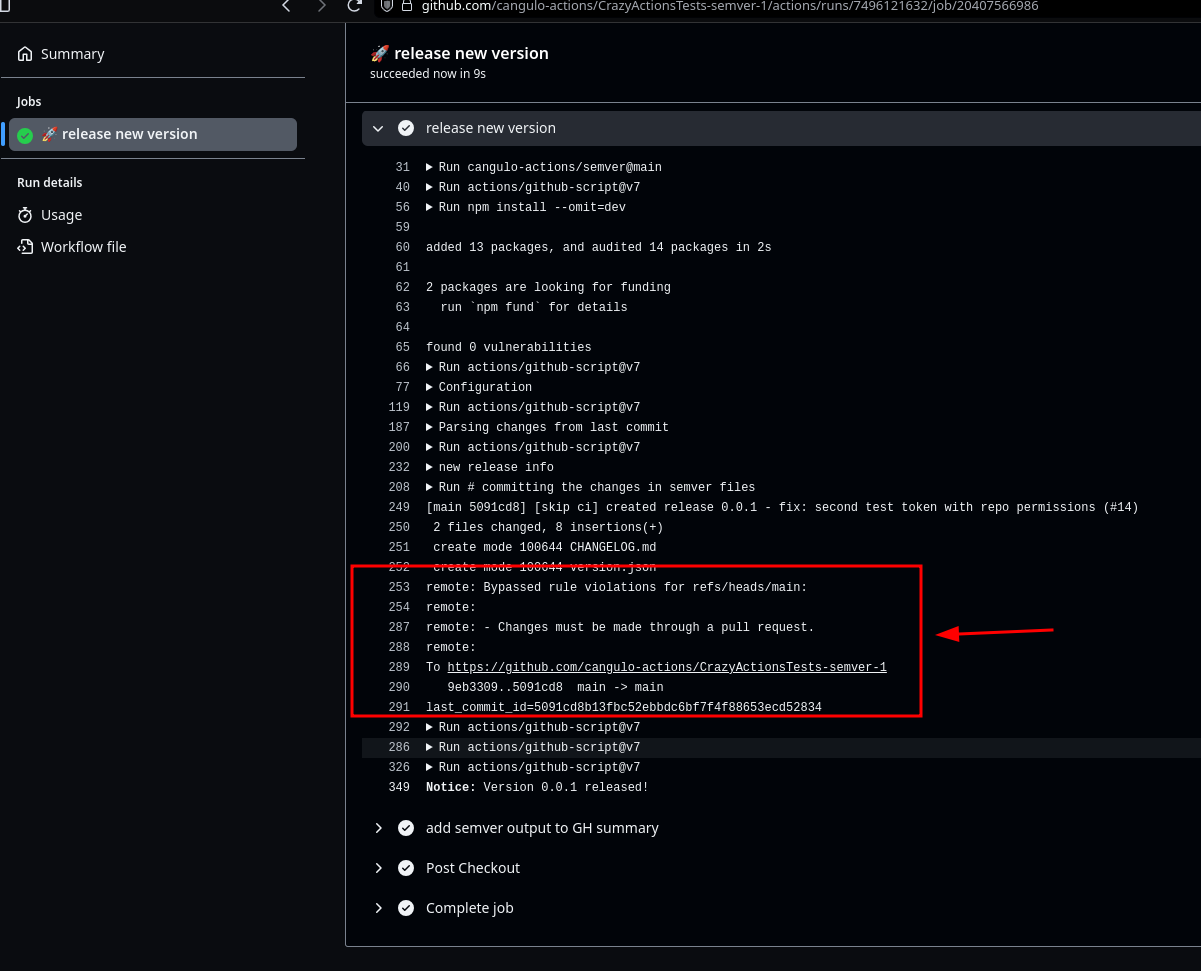 github.com/cangulo-actions/CrazyActionsTests-semver-1/actions/runs/7496121632/job/20407566986
Summary
Jobs
🚀 release new version
Run details
Usage
Workflow file
🚀 release new version
succeeded now in 9s
release new version
31 ▶ Run cangulo-actions/semver@main
40 ▶ Run actions/github-script@v7
56 ▶ Run npm install --omit=dev
59
60 added 13 packages, and audited 14 packages in 2s
61
62 2 packages are looking for funding
63 run `npm fund` for details
64
65 found 0 vulnerabilities
66 ▶ Run actions/github-script@v7
77 ▶ Configuration
119 ▶ Run actions/github-script@v7
187 ▶ Parsing changes from last commit
200 ▶ Run actions/github-script@v7
232 ▶ new release info
208 ▶ Run # committing the changes in semver files
249 [main 5091cd8] [skip ci] created release 0.0.1 - fix: second test token with repo permissions (#14)
250 2 files changed, 8 insertions(+)
251 create mode 100644 CHANGELOG.md
252 create mode 100644 version.json
253 remote: Bypassed rule violations for refs/heads/main:
254 remote:
287 remote: - Changes must be made through a pull request.
288 remote:
289 To https://github.com/cangulo-actions/CrazyActionsTests-semver-1
290 9eb3309..5091cd8 main -> main
291 last_commit_id=5091cd8b13fbc52ebbdc6bf7f4f88653ecd52834
292 ▶ Run actions/github-script@v7
286 ▶ Run actions/github-script@v7
326 ▶ Run actions/github-script@v7
349 Notice: Version 0.0.1 released!
add semver output to GH summary
Post Checkout
Complete job